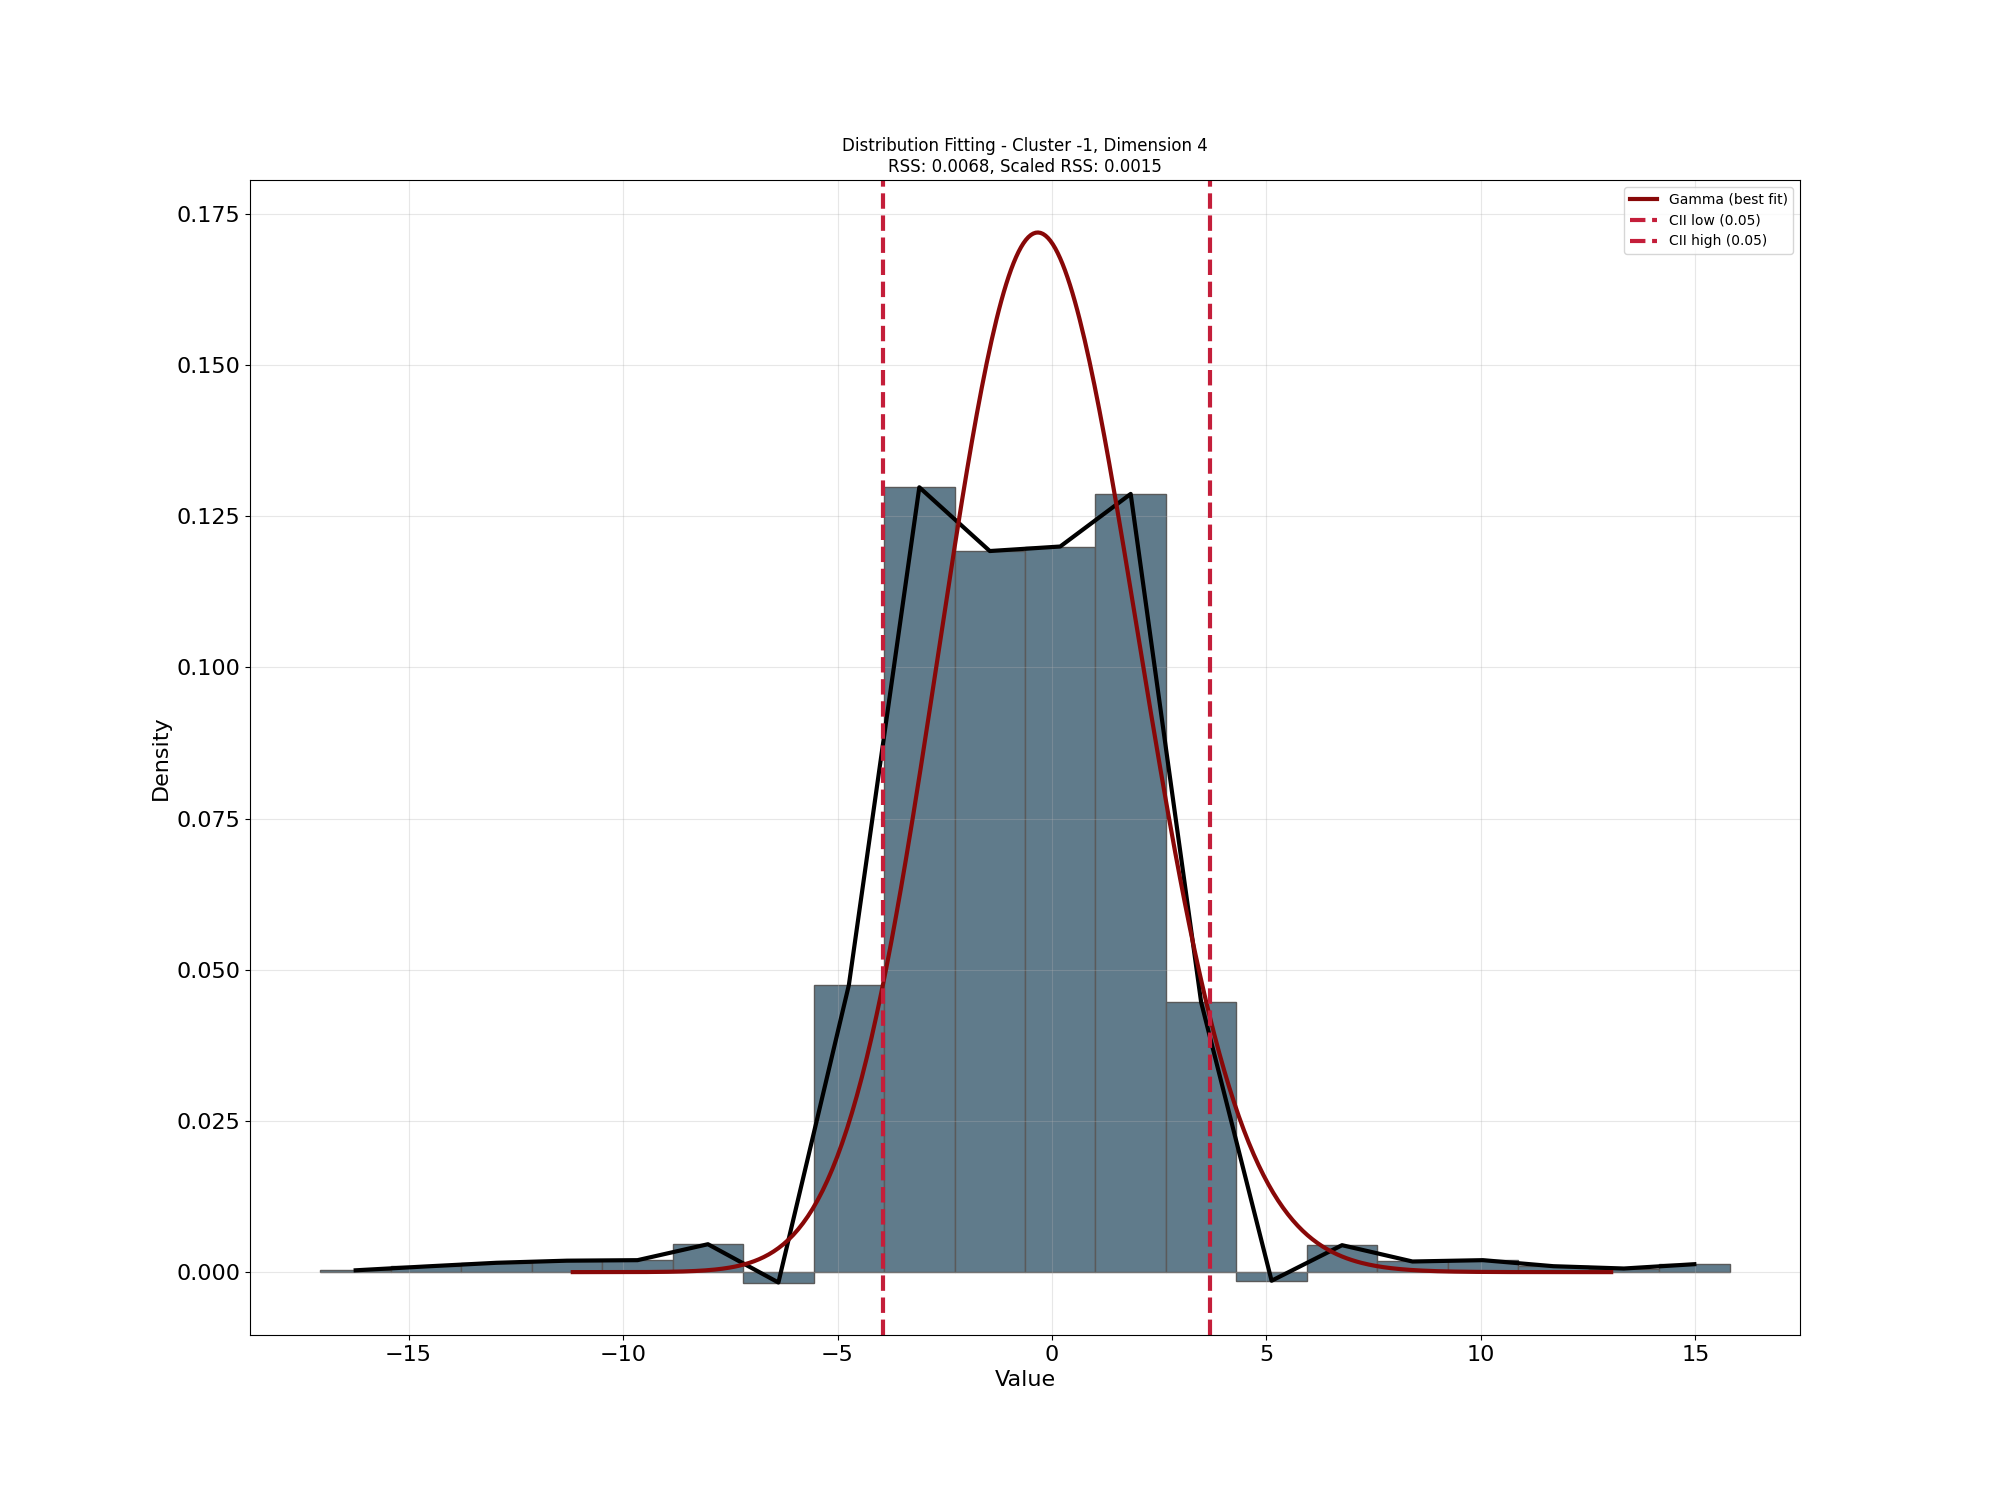 Distribution Fitting - Cluster -1, Dimension 4
RSS: 0.0068, Scaled RSS: 0.0015
Gamma (best fit)
CII low (0.05)
CII high (0.05)
0.175
0.150
0.125
0.100
0.075
0.050
0.025
0.000
Density
−15 −10 −5 0 5 10 15
Value